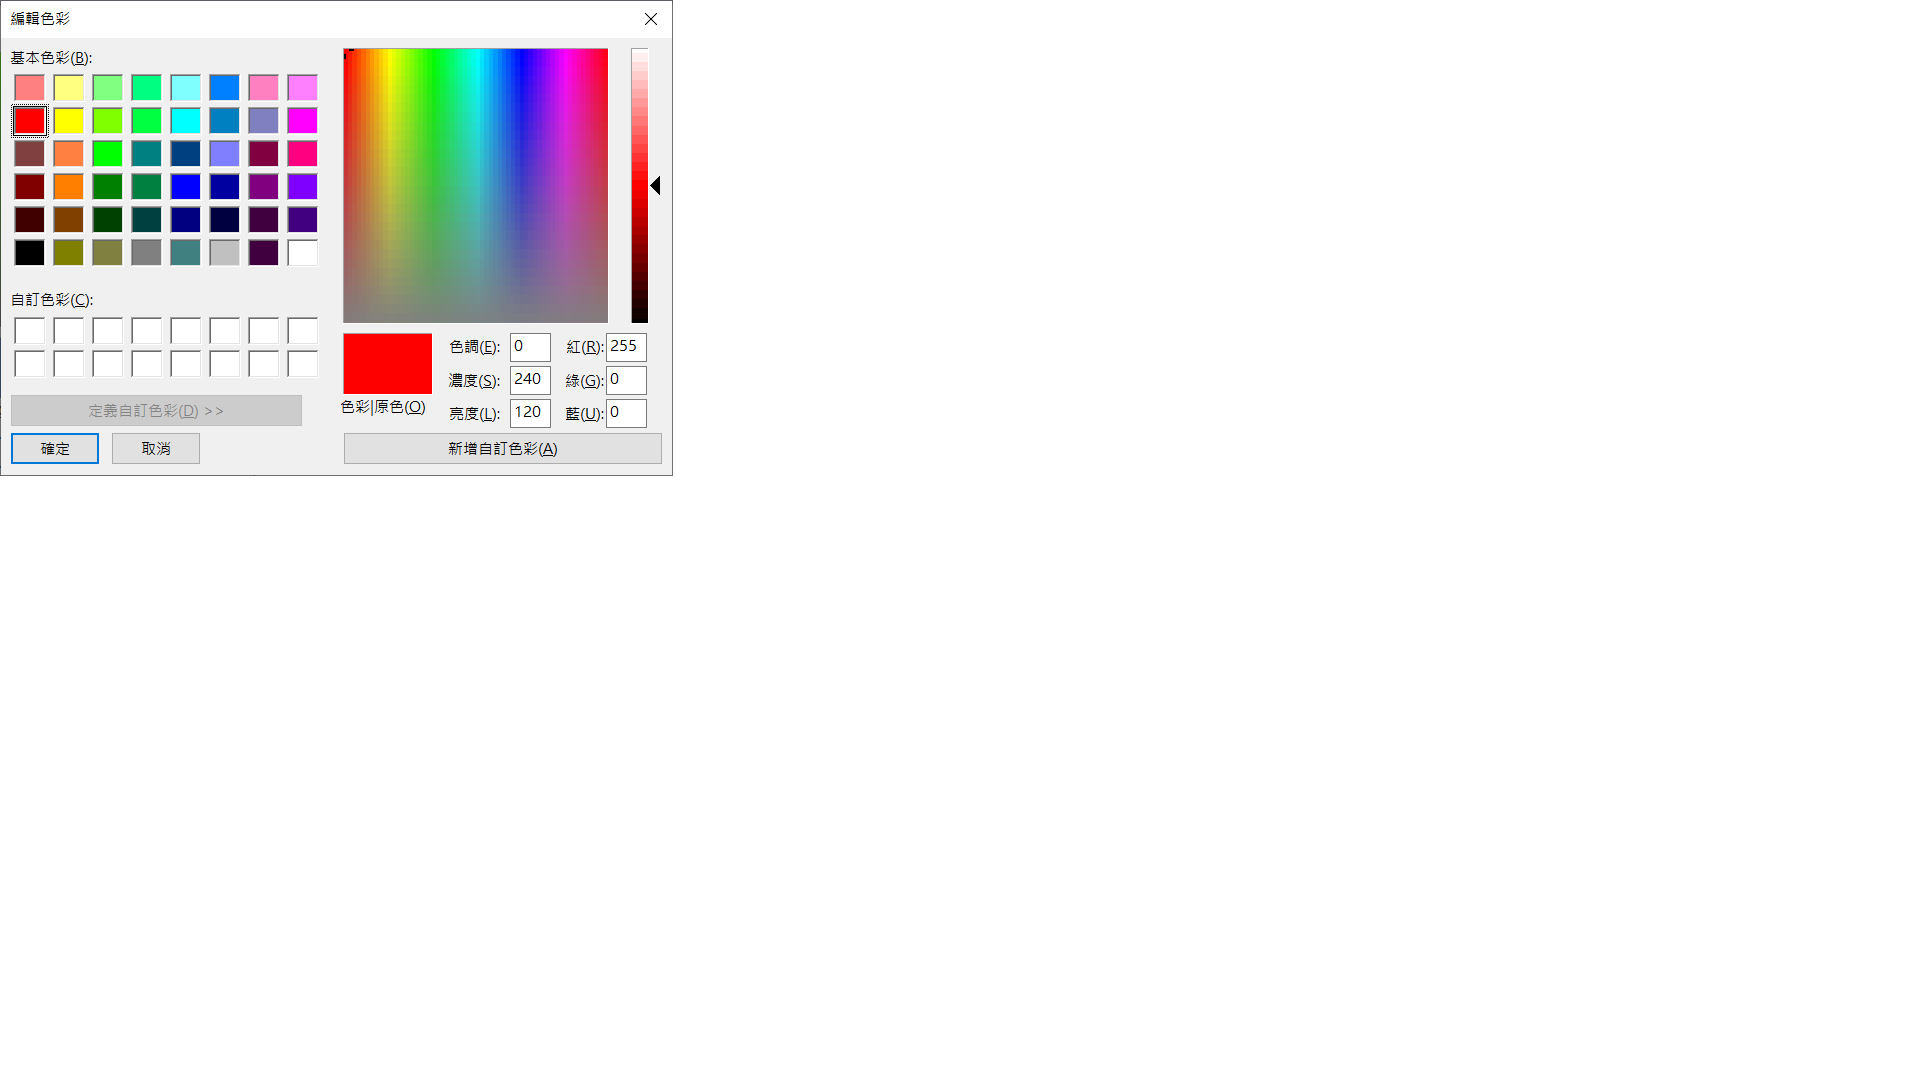 編輯色彩
基本色彩(B):
自訂色彩(C):
定義自訂色彩(D) >>
確定
取消
色彩|原色(O)
色調(E): 0
紅(R): 255
濃度(S): 240
綠(G): 0
亮度(L): 120
藍(U): 0
新增自訂色彩(A)